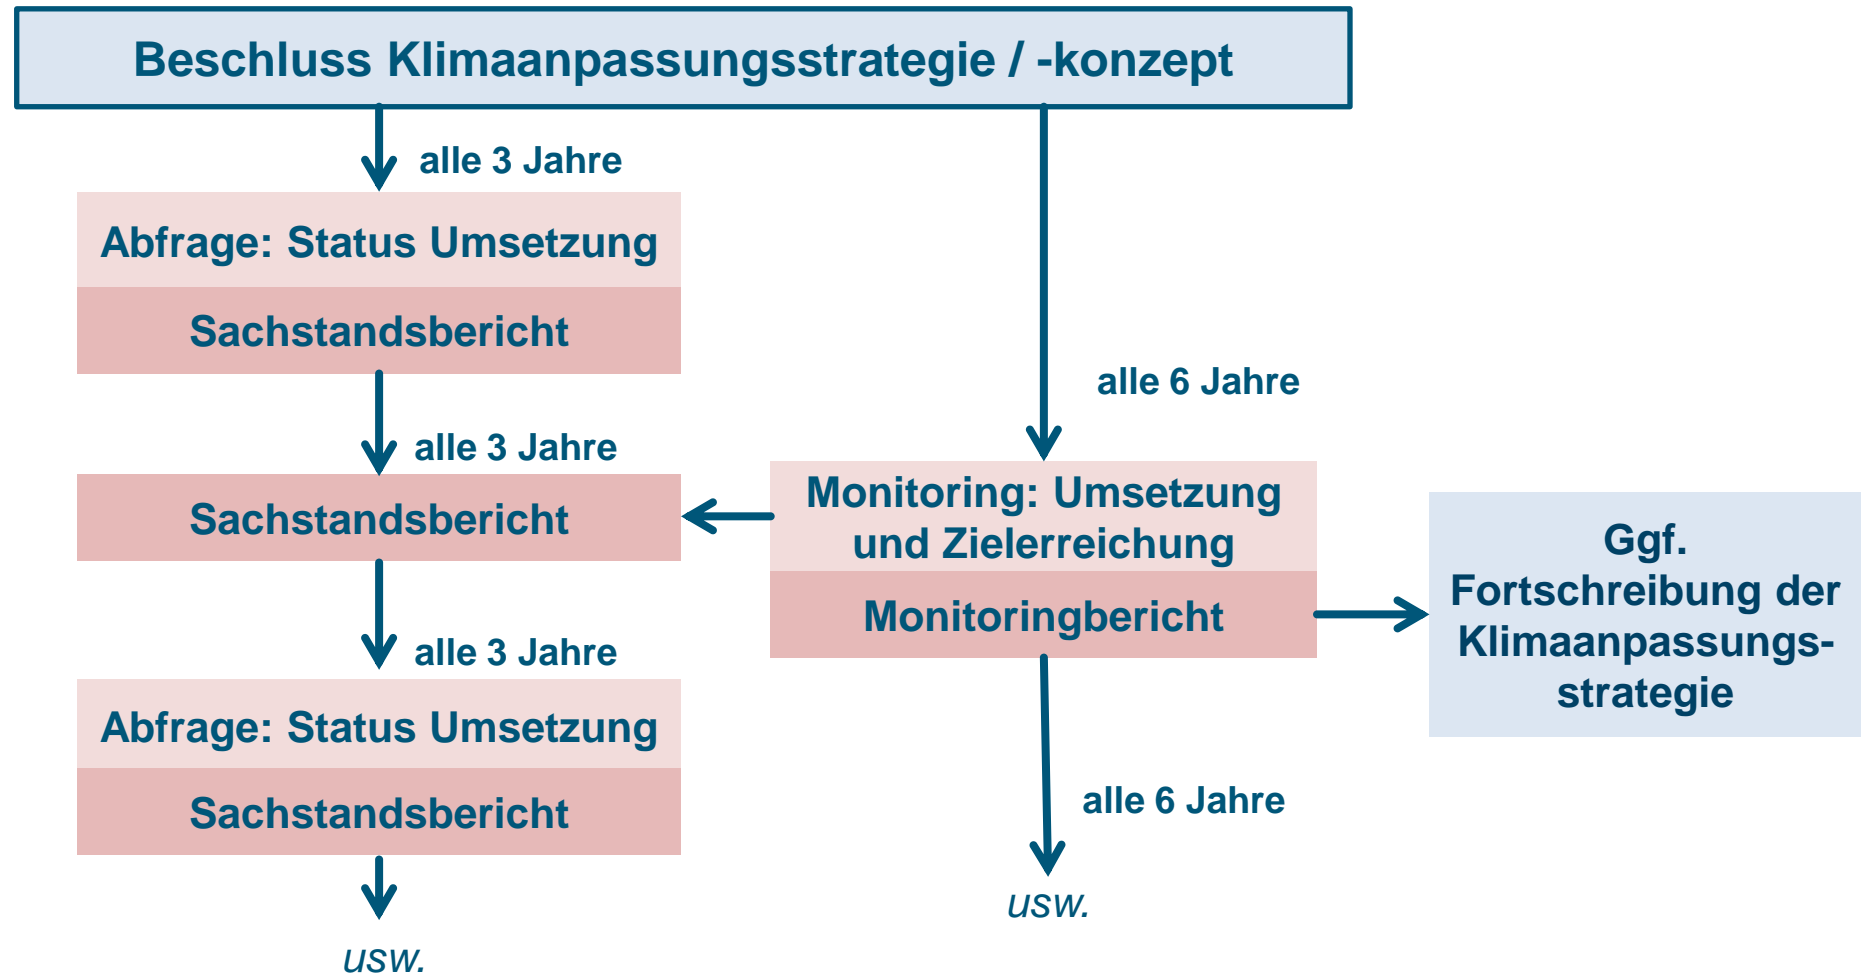 Beschluss Klimaanpassungsstrategie / -konzept
alle 3 Jahre
Abfrage: Status Umsetzung
Sachstandsbericht
alle 3 Jahre
Sachstandsbericht
alle 3 Jahre
Abfrage: Status Umsetzung
Sachstandsbericht
usw.
alle 6 Jahre
Monitoring: Umsetzung
und Zielerreichung
Monitoringbericht
alle 6 Jahre
usw.
Ggf.
Fortschreibung der
Klimaanpassungs-
strategie